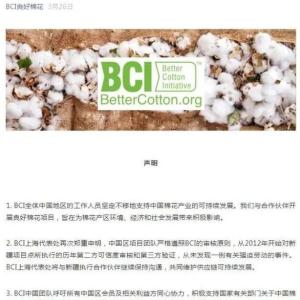 BCI良好棉花 3月26日
BCI
Better
Cotton
Initiative
BetterCotton.org
声明
1. BCI全体中国地区的工作人员坚定不移地支持中国棉花产业的可持续发展。我们与合作伙伴开
展良好棉花项目，旨在为棉花产区环境、经济和社会发展带来积极影响。
2. BCI上海代表处再次郑重申明，中国区项目团队严格遵照BCI的审核原则，从2012年开始对新
疆项目点所执行的历年第二方可信度审核和第三方验证，从未发现一例有关强迫劳动的事件。
BCI上海代表处将与新疆执行合作伙伴继续保持沟通，共同维护供应链可持续发展。
3. BCI中国团队呼吁所有中国区会员及相关利益方同心协力，积极支持国家有关部门关于中国棉